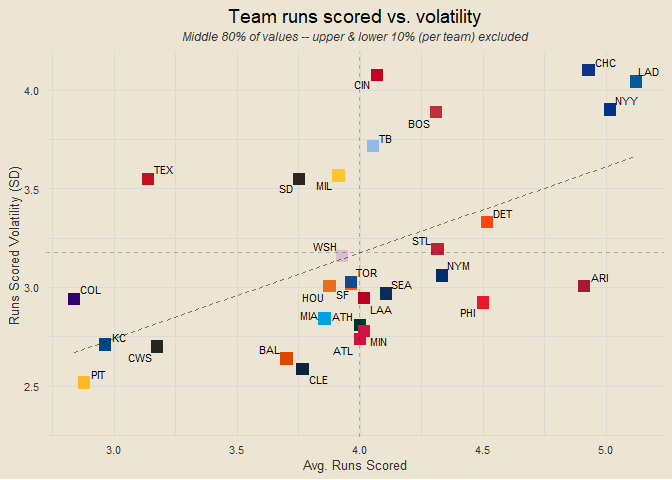 Team runs scored vs. volatility
Middle 80% of values -- upper & lower 10% (per team) excluded
Runs Scored Volatility (SD)
4.0
3.5
3.0
2.5
CHC
LAD
CIN
NYY
BOS
TB
TEX
SD
MIL
DET
STL
WSH
NYM
TOR
SEA
ARI
COL
HOU
SF
LAA
PHI
MIA
ATH
KC
MIN
CWS
BAL
ATL
CLE
PIT
3.0
3.5
4.0
4.5
5.0
Avg. Runs Scored